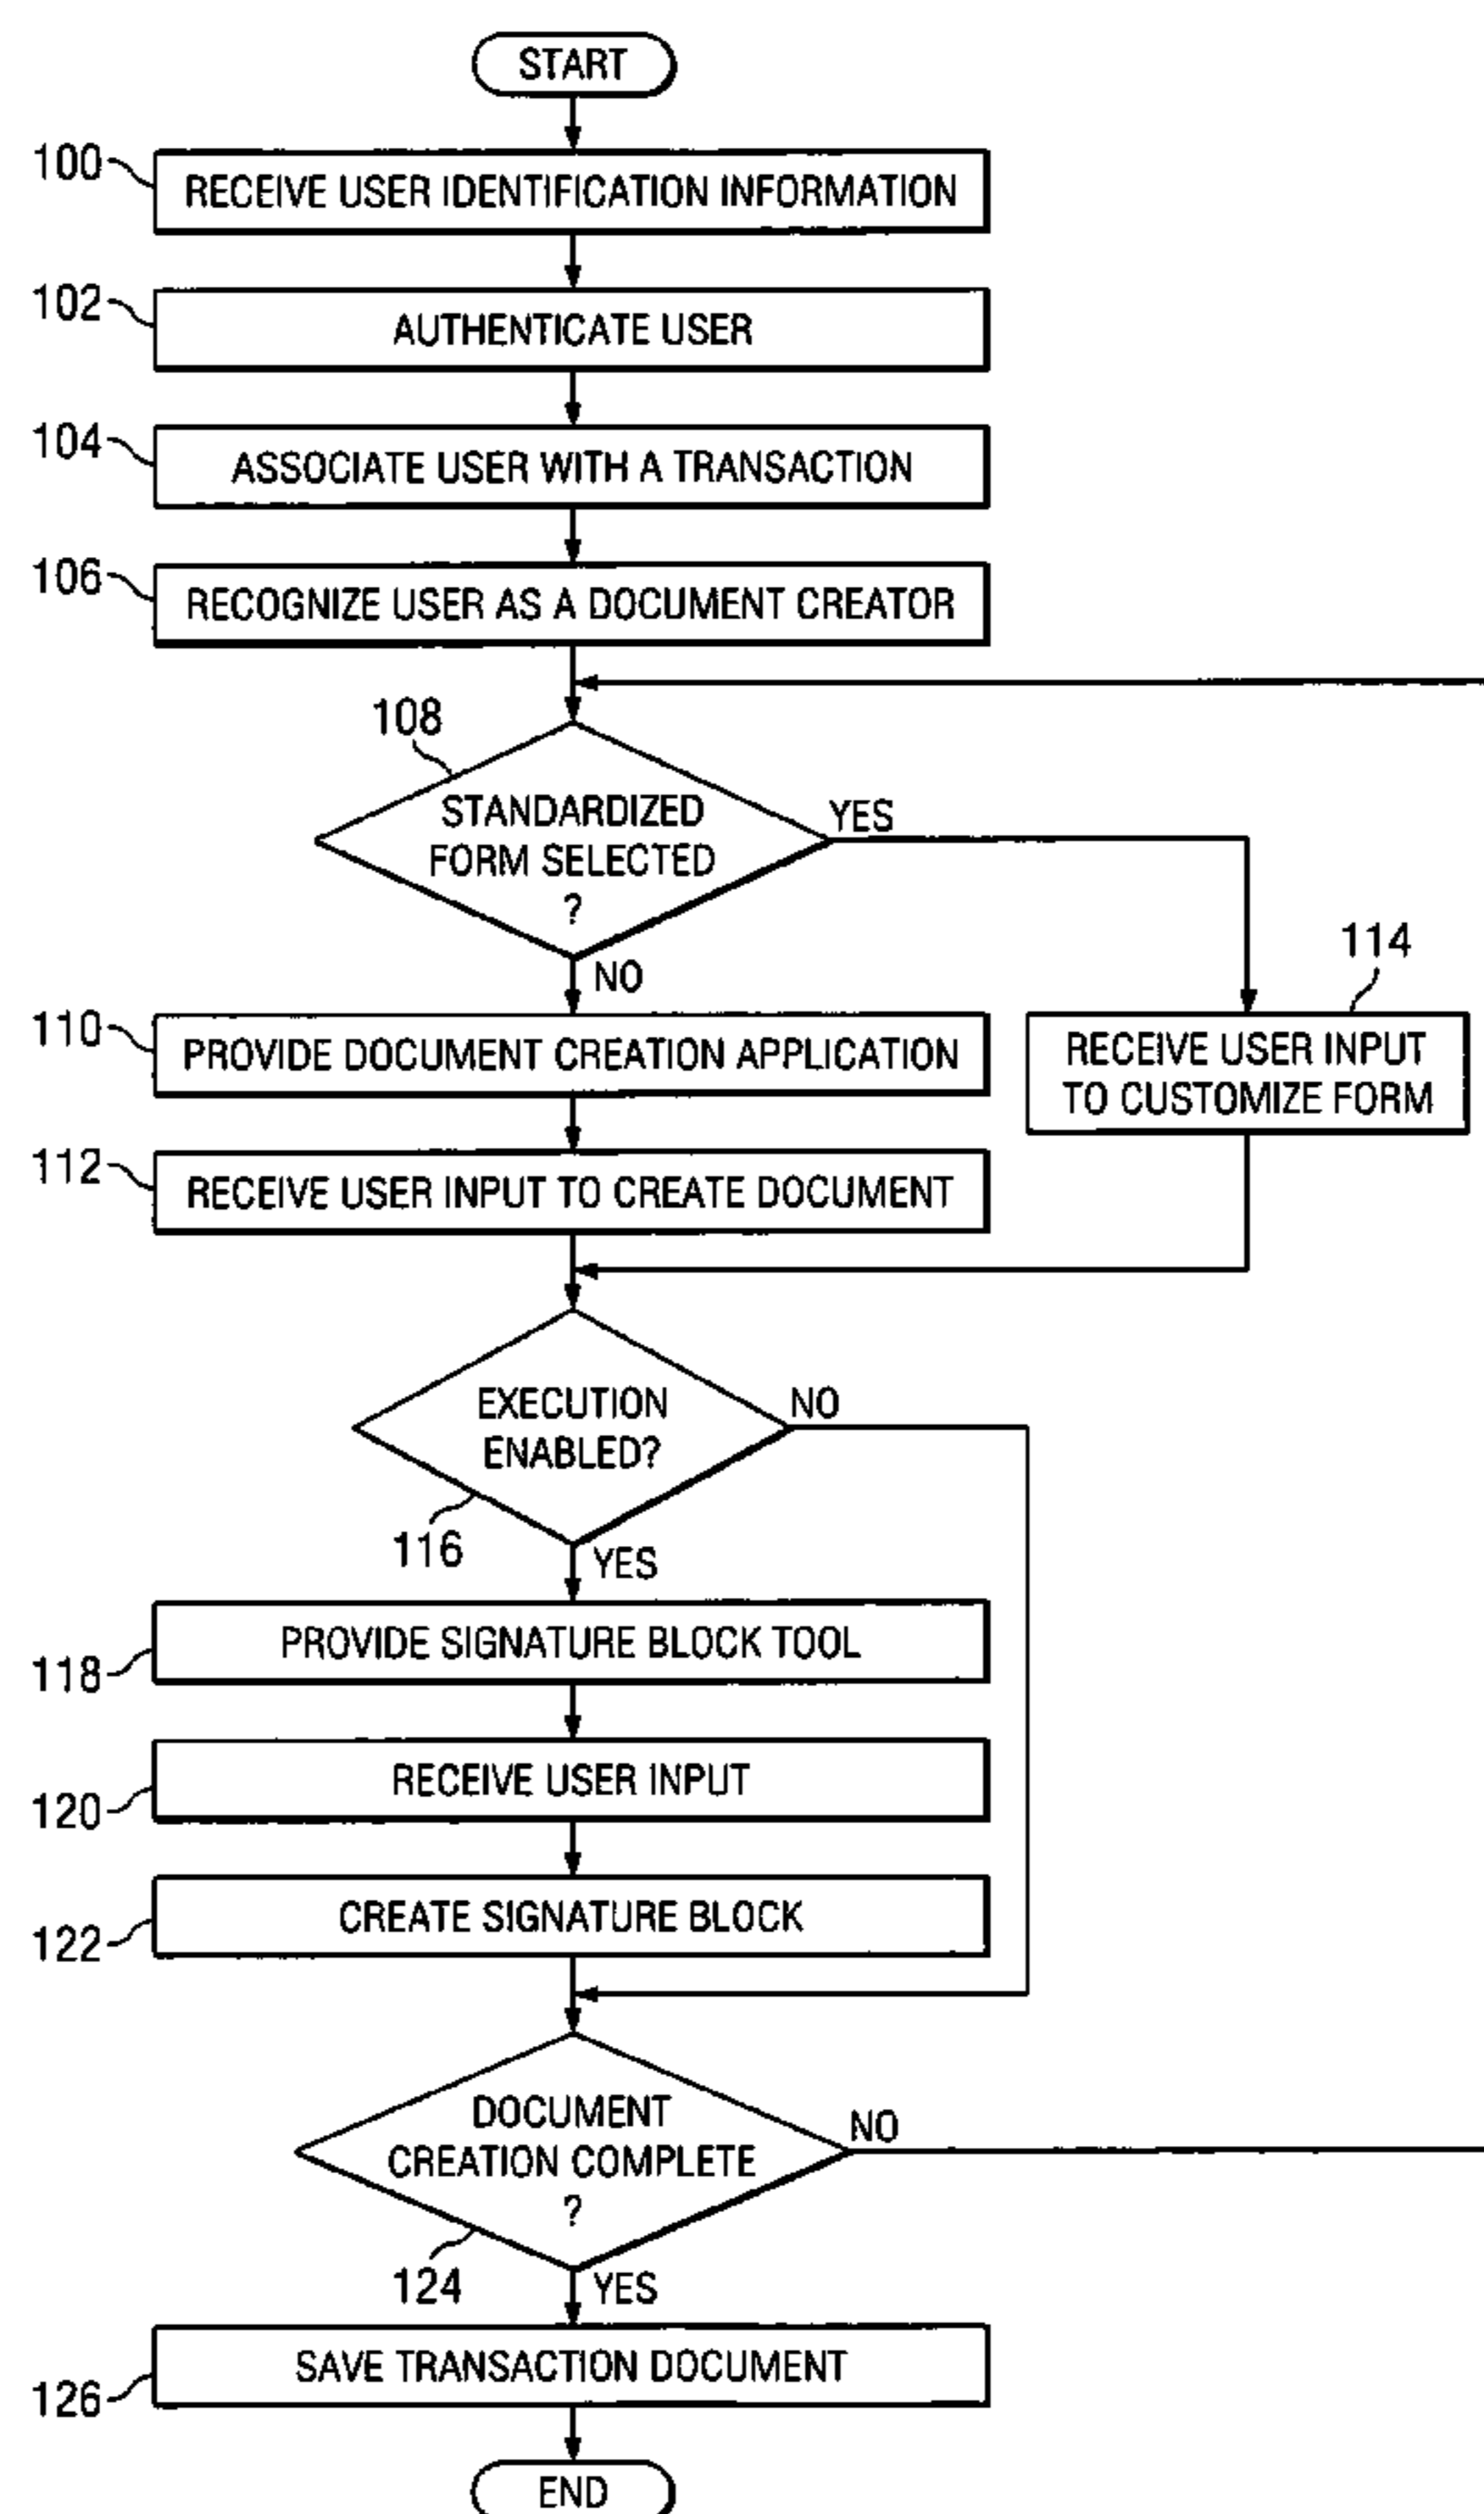 START
100
RECEIVE USER IDENTIFICATION INFORMATION
102
AUTHENTICATE USER
104
ASSOCIATE USER WITH A TRANSACTION
106
RECOGNIZE USER AS A DOCUMENT CREATOR
108
STANDARDIZED
FORM SELECTED
?
YES
NO
110
PROVIDE DOCUMENT CREATION APPLICATION
114
RECEIVE USER INPUT
TO CUSTOMIZE FORM
112
RECEIVE USER INPUT TO CREATE DOCUMENT
EXECUTION
ENABLED?
NO
116
YES
118
PROVIDE SIGNATURE BLOCK TOOL
120
RECEIVE USER INPUT
122
CREATE SIGNATURE BLOCK
DOCUMENT
CREATION COMPLETE
?
NO
124
YES
126
SAVE TRANSACTION DOCUMENT
END